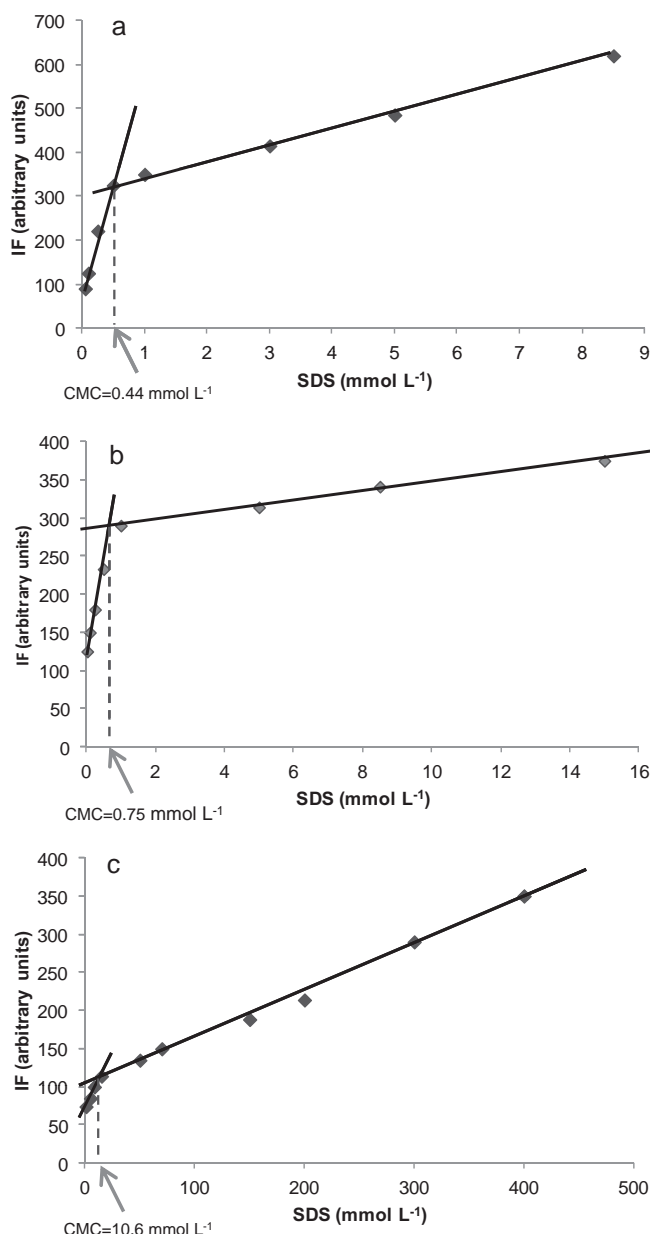 a
700
600
500
400
300
200
100
0
IF (arbitrary units)
0 1 2 3 4 5 6 7 8 9
SDS (mmol L⁻¹)
CMC=0.44 mmol L⁻¹
b
400
350
300
250
200
150
100
50
0
IF (arbitrary units)
0 2 4 6 8 10 12 14 16
SDS (mmol L⁻¹)
CMC=0.75 mmol L⁻¹
c
400
350
300
250
200
150
100
50
0
IF (arbitrary units)
0 100 200 300 400 500
SDS (mmol L⁻¹)
CMC=10.6 mmol L⁻¹